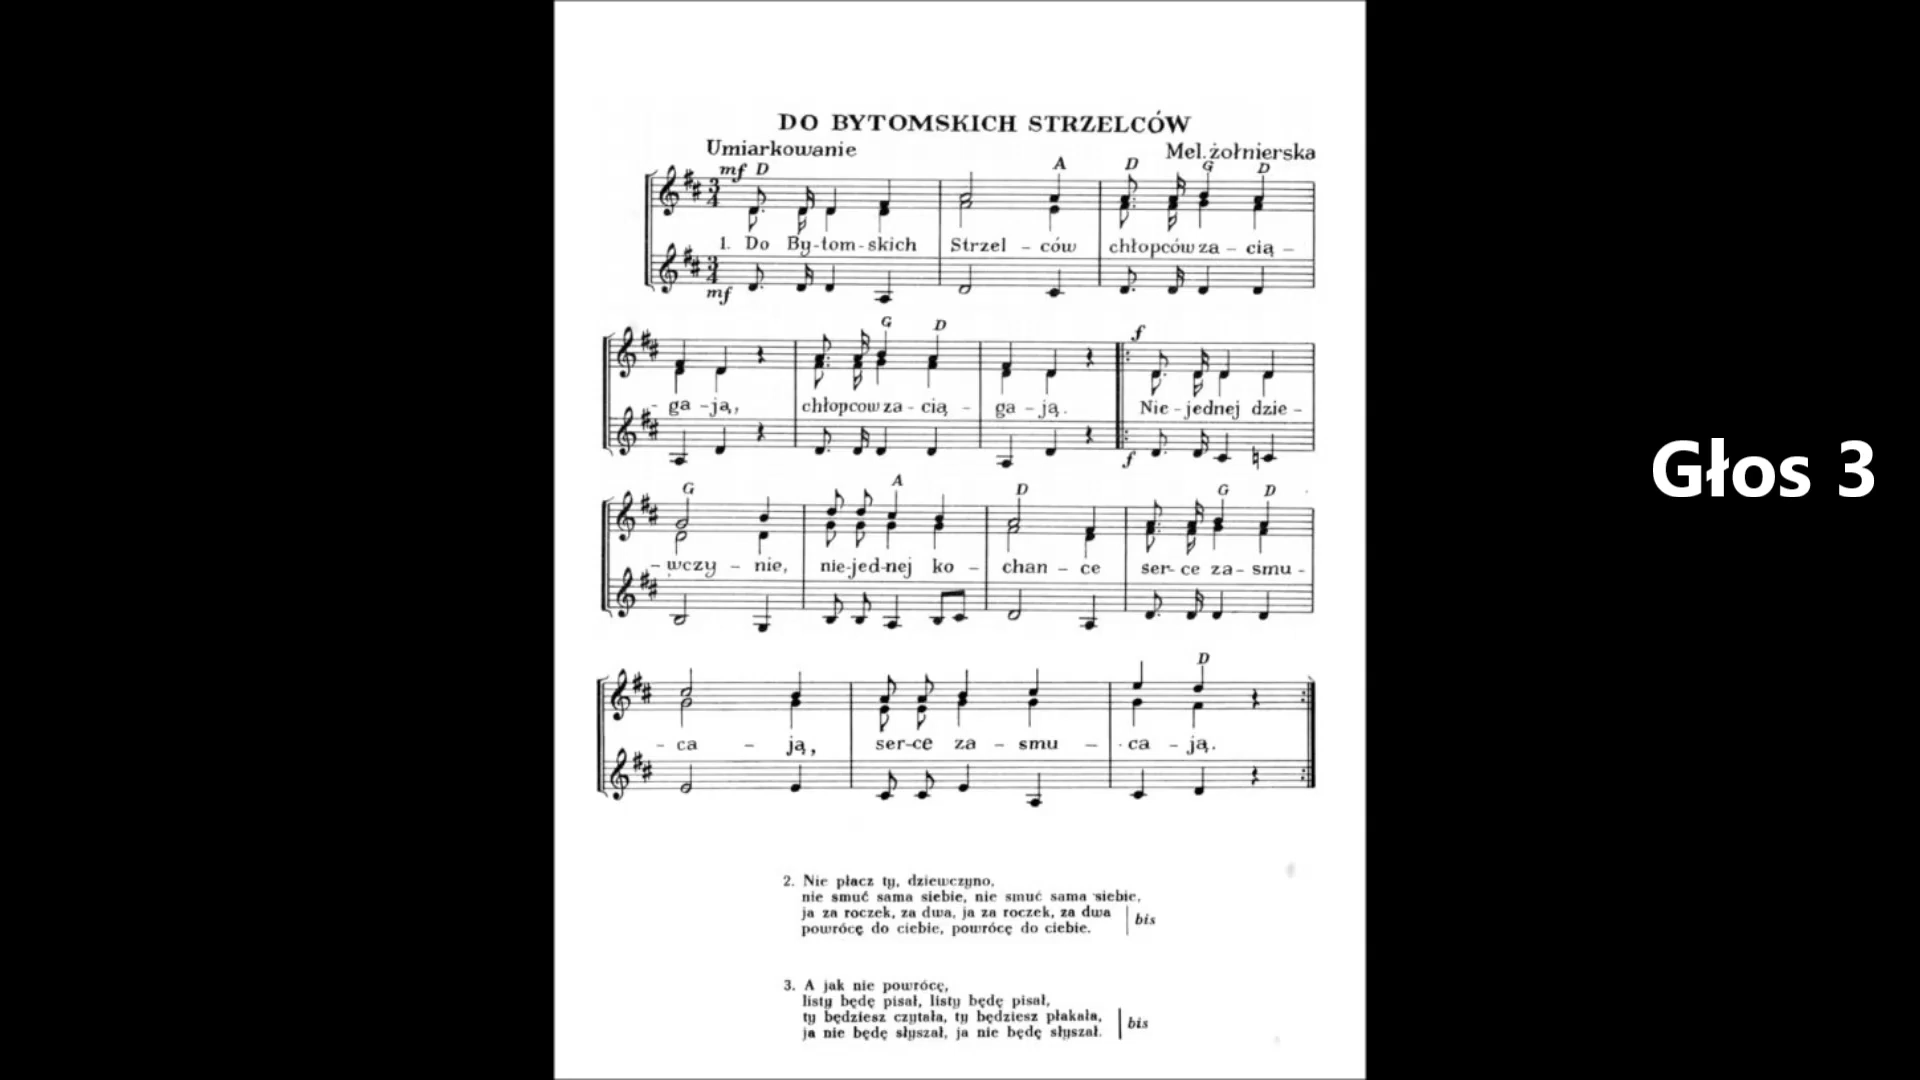 DO BYTOMSKICH STRZELCÓW
Umiarkowanie
Mel. żołnierska
mf D A D G D
1. Do By-tom-skich Strzel - ców chłopców za - cią -
mf
G D f
- ga - ją, chłopcow za - cią - ga - ją. Nie - jednej dzie -
f
G A D G D
- wczy - nie, nie-jed-nej ko - chan - ce ser- ce za - smu -
D
- ca - ją, ser-ce za - smu - ca - ją.
Głos 3
2. Nie płacz ty, dziewczyno,
nie smuć sama siebie, nie smuć sama siebie,
ja za roczek, za dwa, ja za roczek, za dwa
powrócę do ciebie, powrócę do ciebie.
bis
3. A jak nie powrócę,
listy będę pisał, listy będę pisał,
ty będziesz czytała, ty będziesz płakała,
ja nie będę słyszał, ja nie będę słyszał.
bis